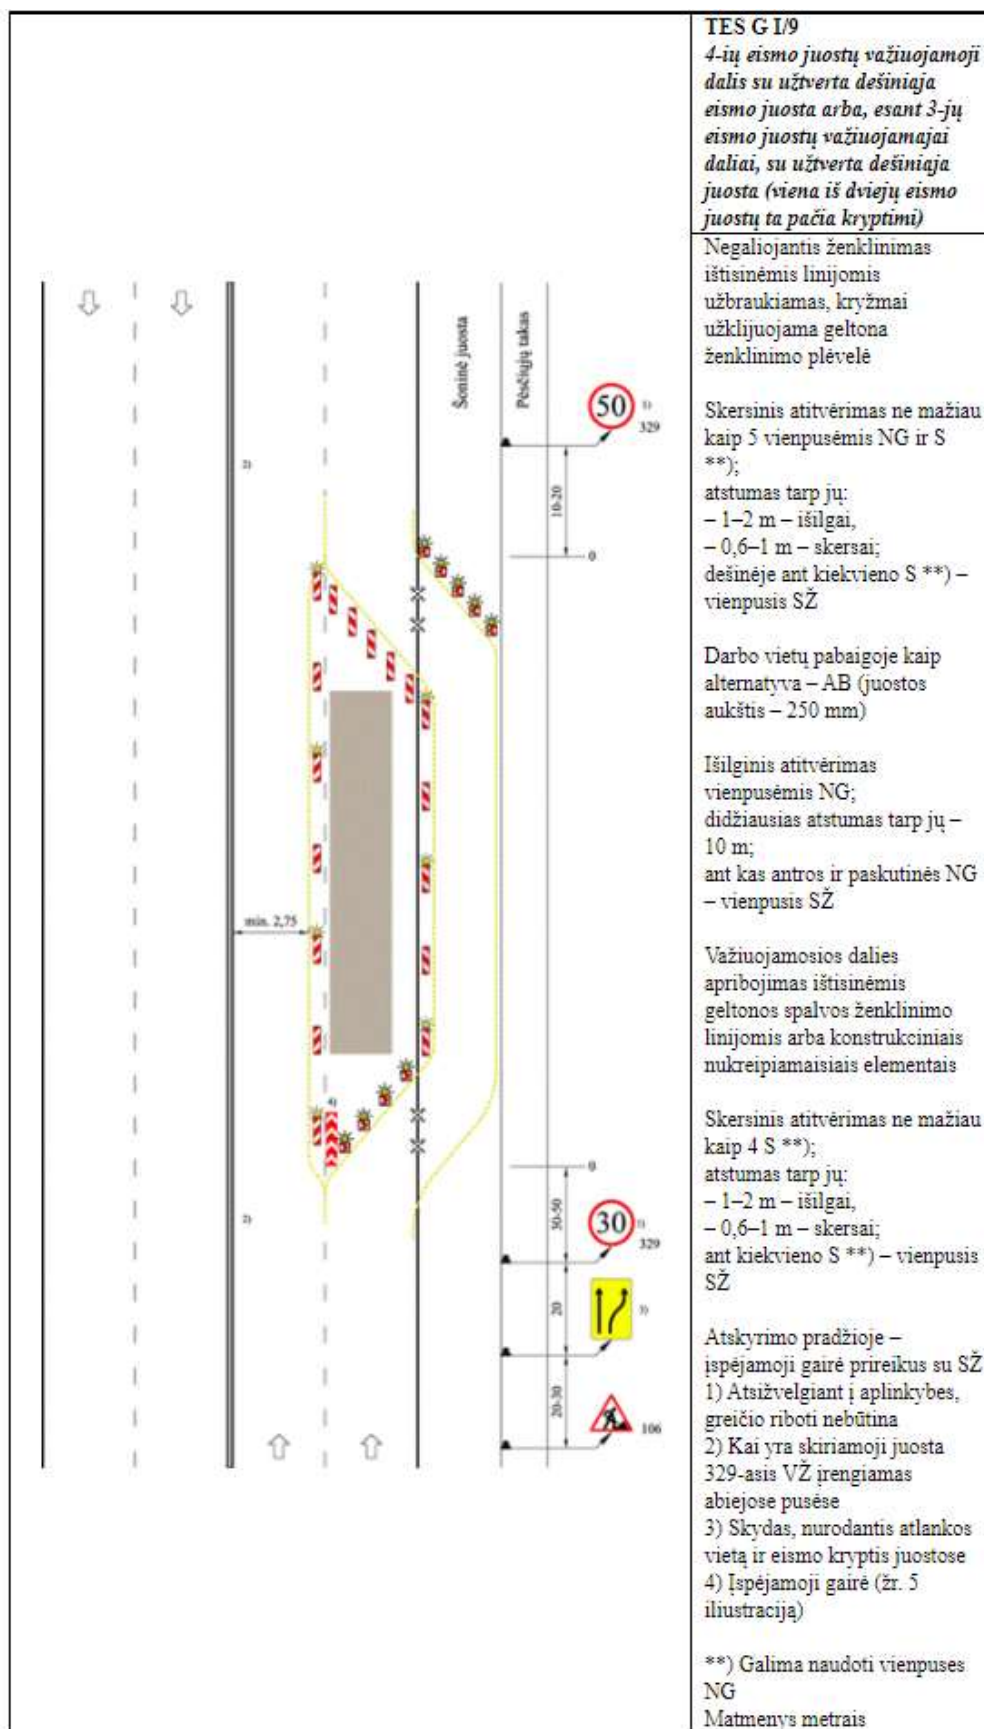 TES G I/9
4-ių eismo juostų važiuojamoji
dalis su užtverta dešiniąja
eismo juosta arba, esant 3-jų
eismo juostų važiuojamajai
daliai, su užtverta dešiniąja
juosta (viena iš dviejų eismo
juostų ta pačia kryptimi)
Negaliojantis ženklinimas
ištisinėmis linijomis
užbraukiamas, kryžmai
užklijuojama geltona
ženklinimo plėvelė
Skersinis atitvėrimas ne mažiau
kaip 5 vienpusėmis NG ir S
**);
atstumas tarp jų:
– 1–2 m – išilgai,
– 0,6–1 m – skersai;
dešinėje ant kiekvieno S **) –
vienpusis SŽ
Darbo vietų pabaigoje kaip
alternatyva – AB (juostos
aukštis – 250 mm)
Išilginis atitvėrimas
vienpusėmis NG;
didžiausias atstumas tarp jų –
10 m;
ant kas antros ir paskutinės NG
– vienpusis SŽ
Važiuojamosios dalies
apribojimas ištisinėmis
geltonos spalvos ženklinimo
linijomis arba konstrukciniais
nukreipiamaisiais elementais
Skersinis atitvėrimas ne mažiau
kaip 4 S **);
atstumas tarp jų:
– 1–2 m – išilgai,
– 0,6–1 m – skersai;
ant kiekvieno S **) – vienpusis
SŽ
Atskyrimo pradžioje –
įspėjamoji gairė prireikus su SŽ
1) Atsižvelgiant į aplinkybes,
greičio riboti nebūtina
2) Kai yra skiriamoji juosta
329-asis VŽ įrengiamas
abiejose pusėse
3) Skydas, nurodantis atlankos
vietą ir eismo kryptis juostose
4) Įspėjamoji gairė (žr. 5
iliustraciją)
**) Galima naudoti vienpuses
NG
Matmenys metrais
Šoninė juosta
Pėsčiųjų takas
50
1)
329
2)
10-20
0
min. 2,75
4)
0
2)
30-50
30
1)
329
20
3)
20-30
106